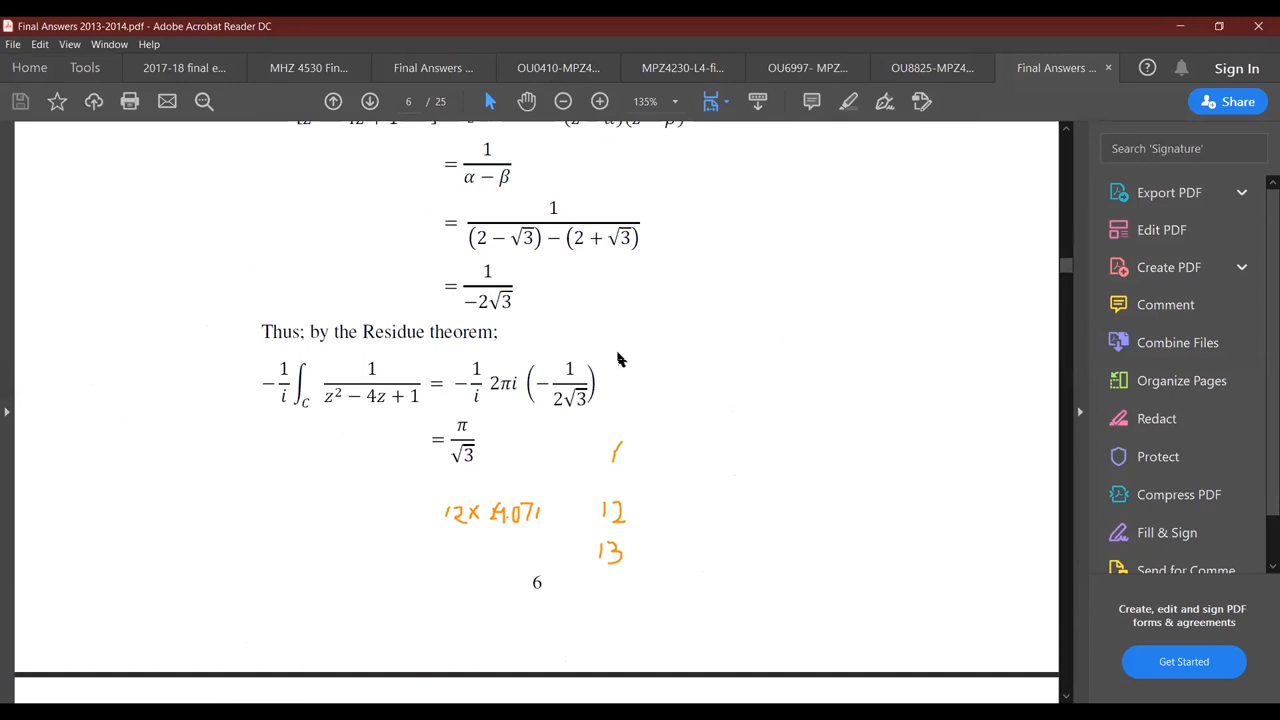 Final Answers 2013-2014.pdf - Adobe Acrobat Reader DC
File Edit View Window Help
Home Tools 2017-18 final e... MHZ 4530 Fin... Final Answers ... OU0410-MPZ4... MPZ4230-L4-fi... OU6997- MPZ... OU8825-MPZ4... Final Answers ... × Sign In
6 / 25 135% Share
= 1/(α − β)
= 1/((2 − √3) − (2 + √3))
= 1/(−2√3)
Thus; by the Residue theorem;
−1/i ∫_C 1/(z² − 4z + 1) = −1/i 2πi (−1/(2√3))
= π/√3
12
13
6
Search 'Signature'
Export PDF
Edit PDF
Create PDF
Comment
Combine Files
Organize Pages
Redact
Protect
Compress PDF
Fill & Sign
Send for Comme
Create, edit and sign PDF
forms & agreements
Get Started